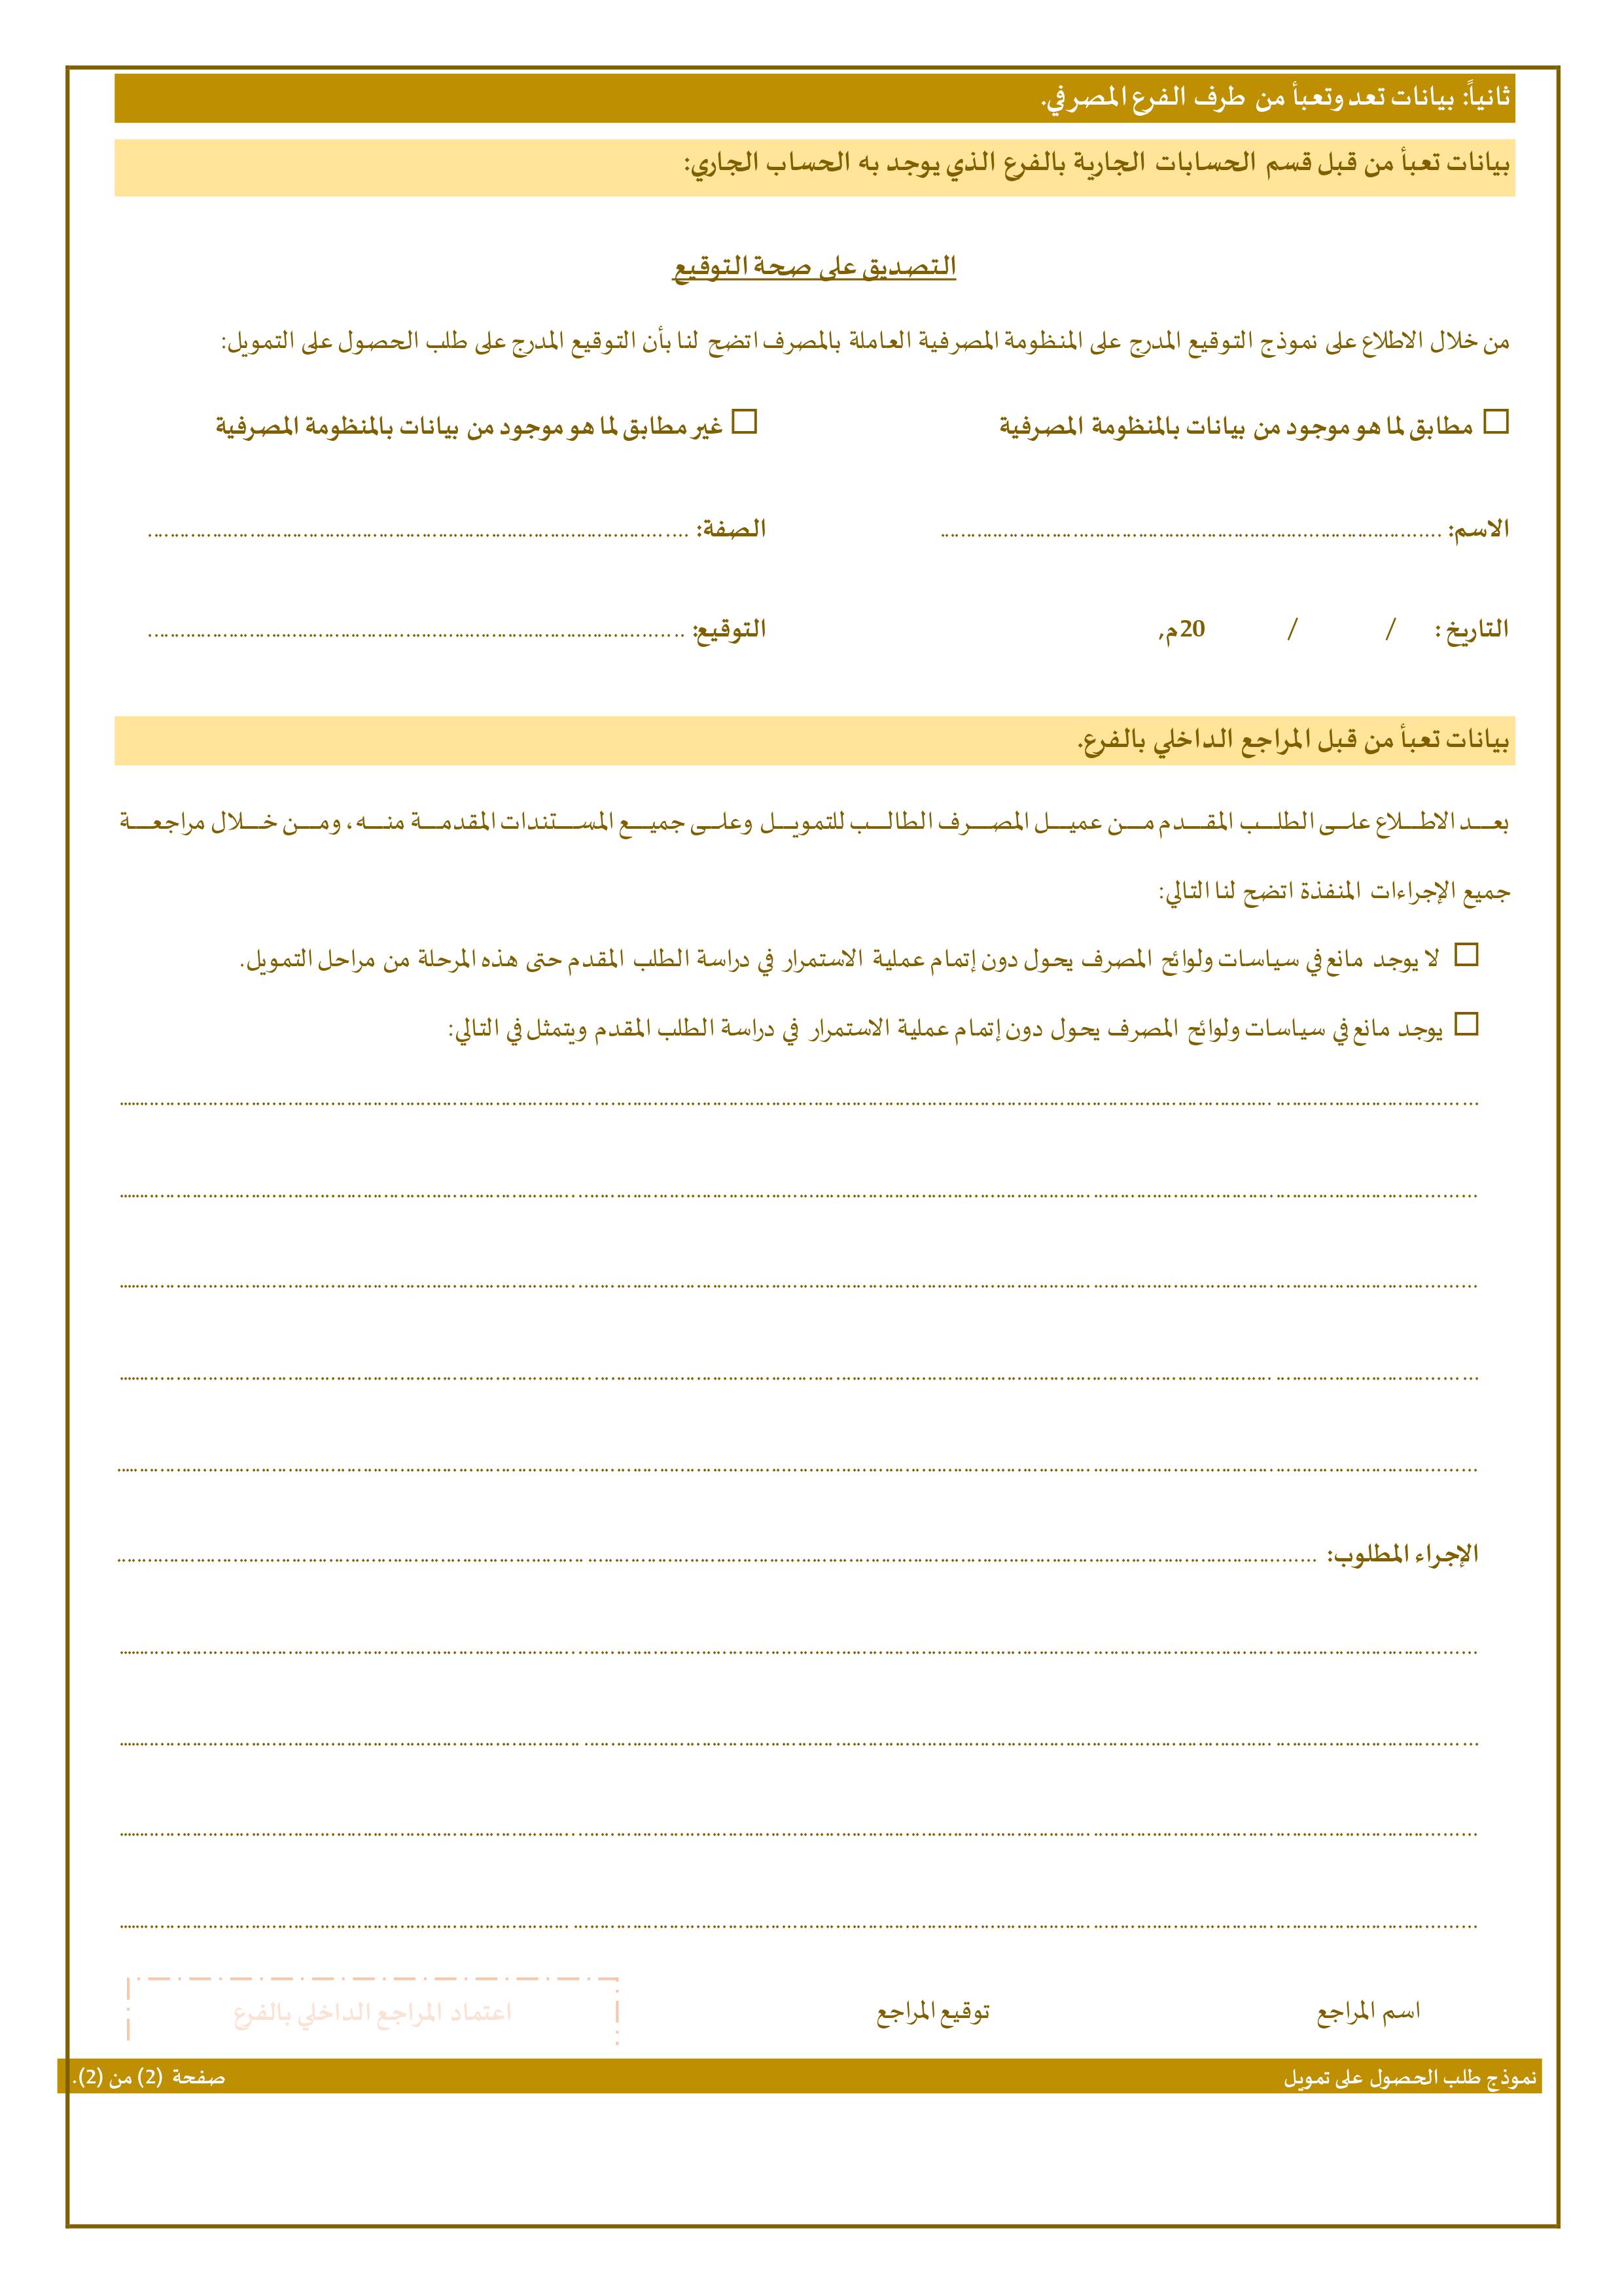 ثانياً: بيانات تعد وتعبأ من طرف الفرع المصرفي.
بيانات تعبأ من قبل قسم الحسابات الجارية بالفرع الذي يوجد به الحساب الجاري:
التصديق على صحة التوقيع
من خلال الاطلاع على نموذج التوقيع المدرج على المنظومة المصرفية العاملة بالمصرف اتضح لنا بأن التوقيع المدرج على طلب الحصول على التمويل:
☐ مطابق لما هو موجود من بيانات بالمنظومة المصرفية ☐ غير مطابق لما هو موجود من بيانات بالمنظومة المصرفية
الاسم: ........................................ الصفة: ........................................
التاريخ : / / 20م, التوقيع: ........................................
بيانات تعبأ من قبل المراجع الداخلي بالفرع.
بعد الاطلاع على الطلب المقدم من عميل المصرف الطالب للتمويل وعلى جميع المستندات المقدمة منه، ومن خلال مراجعة
جميع الإجراءات المنفذة اتضح لنا التالي:
☐ لا يوجد مانع في سياسات ولوائح المصرف يحول دون إتمام عملية الاستمرار في دراسة الطلب المقدم حتى هذه المرحلة من مراحل التمويل.
☐ يوجد مانع في سياسات ولوائح المصرف يحول دون إتمام عملية الاستمرار في دراسة الطلب المقدم ويتمثل في التالي:
الإجراء المطلوب: ........................................
اسم المراجع توقيع المراجع اعتماد المراجع الداخلي بالفرع
نموذج طلب الحصول على تمويل صفحة (2) من (2).